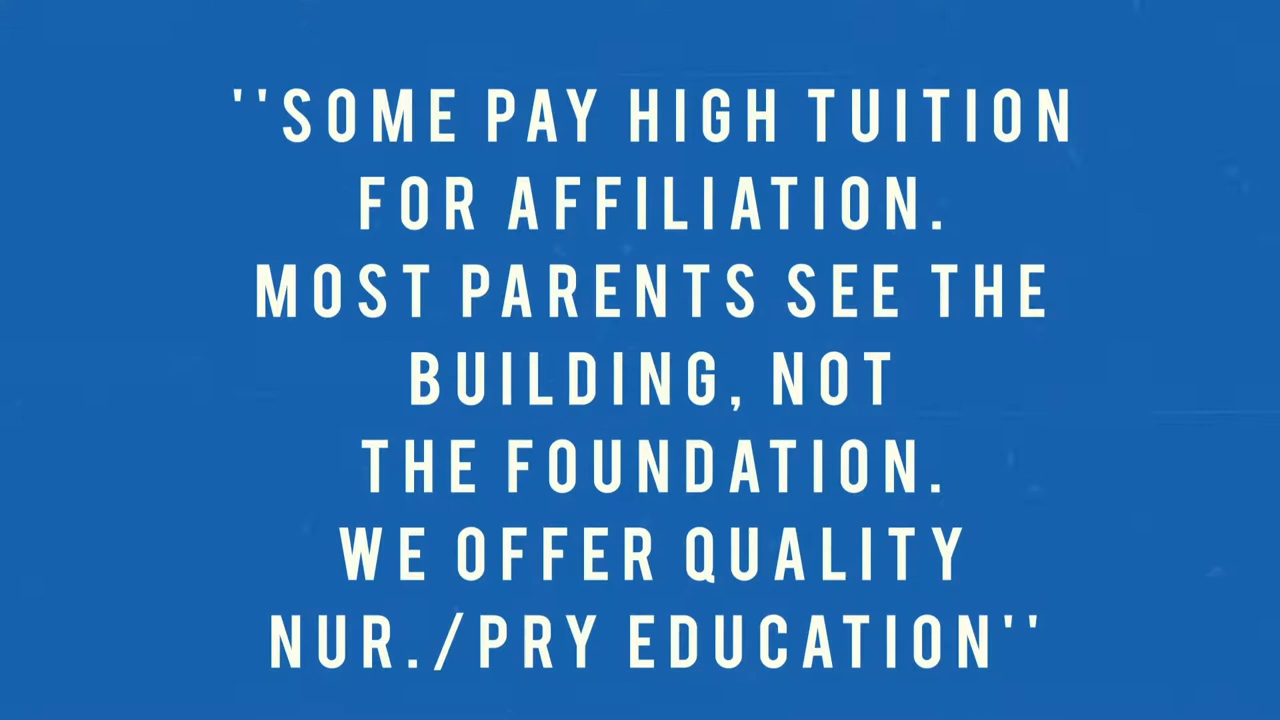 ''SOME PAY HIGH TUITION
FOR AFFILIATION.
MOST PARENTS SEE THE
BUILDING, NOT
THE FOUNDATION.
WE OFFER QUALITY
NUR./PRY EDUCATION''